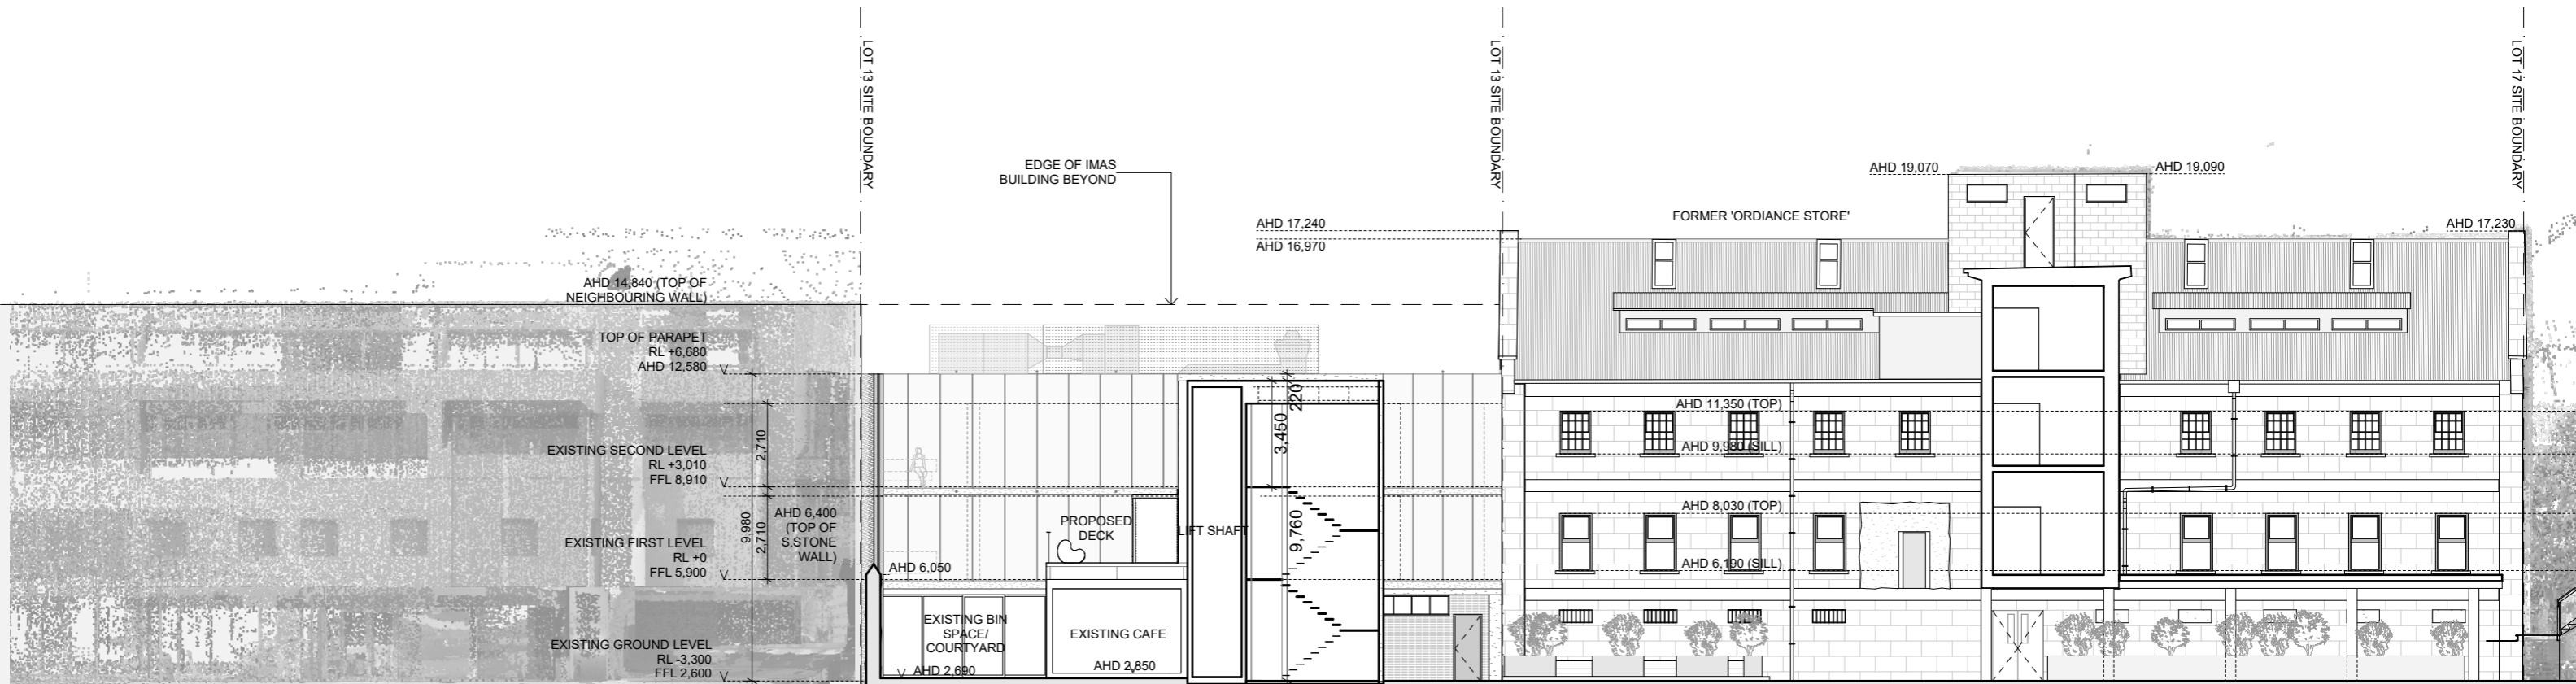 LOT 13 SITE BOUNDARY
LOT 13 SITE BOUNDARY
LOT 17 SITE BOUNDARY
EDGE OF IMAS
BUILDING BEYOND
AHD 19,070
AHD 19,090
FORMER 'ORDIANCE STORE'
AHD 17,240
AHD 16,970
AHD 17,230
AHD 14,840 (TOP OF
NEIGHBOURING WALL)
TOP OF PARAPET
RL +6,680
AHD 12,580
EXISTING SECOND LEVEL
RL +3,010
FFL 8,910
EXISTING FIRST LEVEL
RL +0
FFL 5,900
EXISTING GROUND LEVEL
RL -3,300
FFL 2,600
2,710
9,980
2,710
AHD 6,400
(TOP OF
S.STONE
WALL)
AHD 6,050
PROPOSED
DECK
LIFT SHAFT
220
3,450
9,760
EXISTING BIN
SPACE/
COURTYARD
EXISTING CAFE
AHD 2,690
AHD 2,850
AHD 11,350 (TOP)
AHD 9,980 (SILL)
AHD 8,030 (TOP)
AHD 6,190 (SILL)